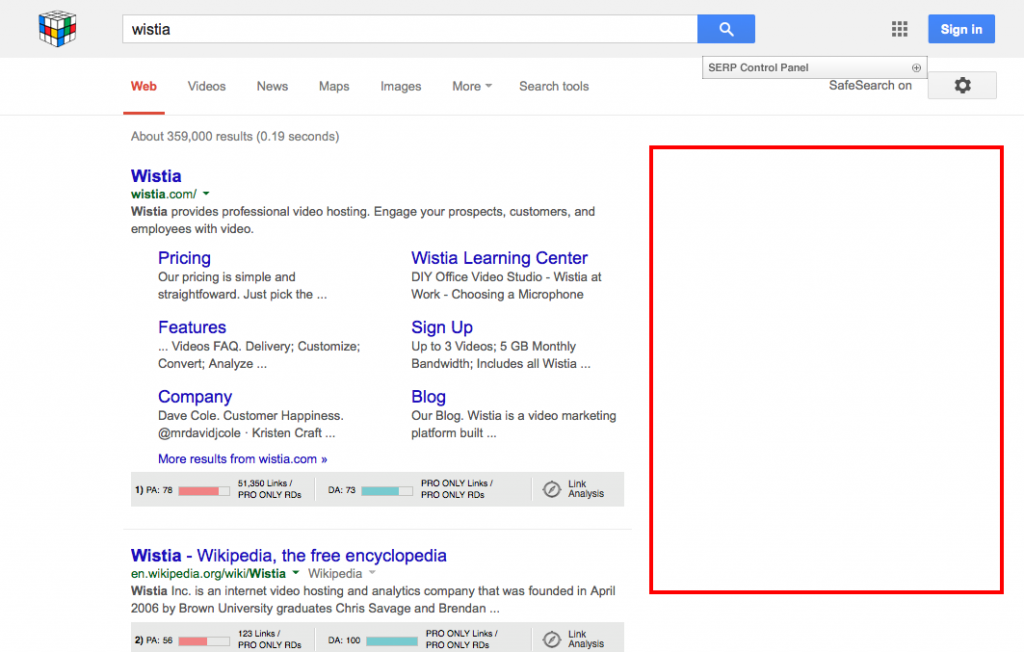 wistia
Sign in
SERP Control Panel
Web Videos News Maps Images More Search tools
SafeSearch on
About 359,000 results (0.19 seconds)
Wistia
wistia.com/
Wistia provides professional video hosting. Engage your prospects, customers, and
employees with video.
Pricing
Our pricing is simple and
straightfoward. Just pick the ...
Wistia Learning Center
DIY Office Video Studio - Wistia at
Work - Choosing a Microphone
Features
... Videos FAQ. Delivery; Customize;
Convert; Analyze ...
Sign Up
Up to 3 Videos; 5 GB Monthly
Bandwidth; Includes all Wistia ...
Company
Dave Cole. Customer Happiness.
@mrdavidjcole · Kristen Craft ...
Blog
Our Blog. Wistia is a video marketing
platform built ...
More results from wistia.com »
1) PA: 78
51,350 Links /
PRO ONLY RDs
DA: 73
PRO ONLY Links /
PRO ONLY RDs
Link
Analysis
Wistia - Wikipedia, the free encyclopedia
en.wikipedia.org/wiki/Wistia Wikipedia
Wistia Inc. is an internet video hosting and analytics company that was founded in April
2006 by Brown University graduates Chris Savage and Brendan ...
2) PA: 56
123 Links /
PRO ONLY RDs
DA: 100
PRO ONLY Links /
PRO ONLY RDs
Link
Analysis